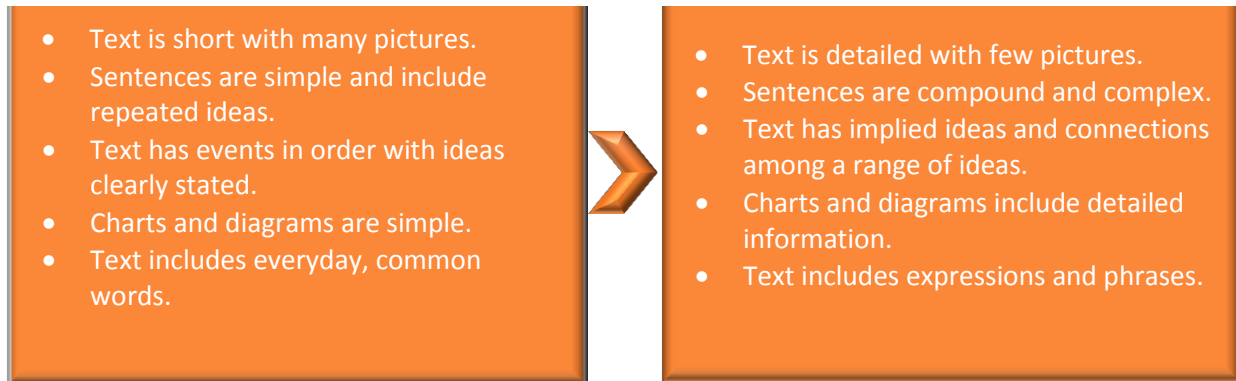 • Text is short with many pictures.
• Sentences are simple and include
repeated ideas.
• Text has events in order with ideas
clearly stated.
• Charts and diagrams are simple.
• Text includes everyday, common
words.
• Text is detailed with few pictures.
• Sentences are compound and complex.
• Text has implied ideas and connections
among a range of ideas.
• Charts and diagrams include detailed
information.
• Text includes expressions and phrases.